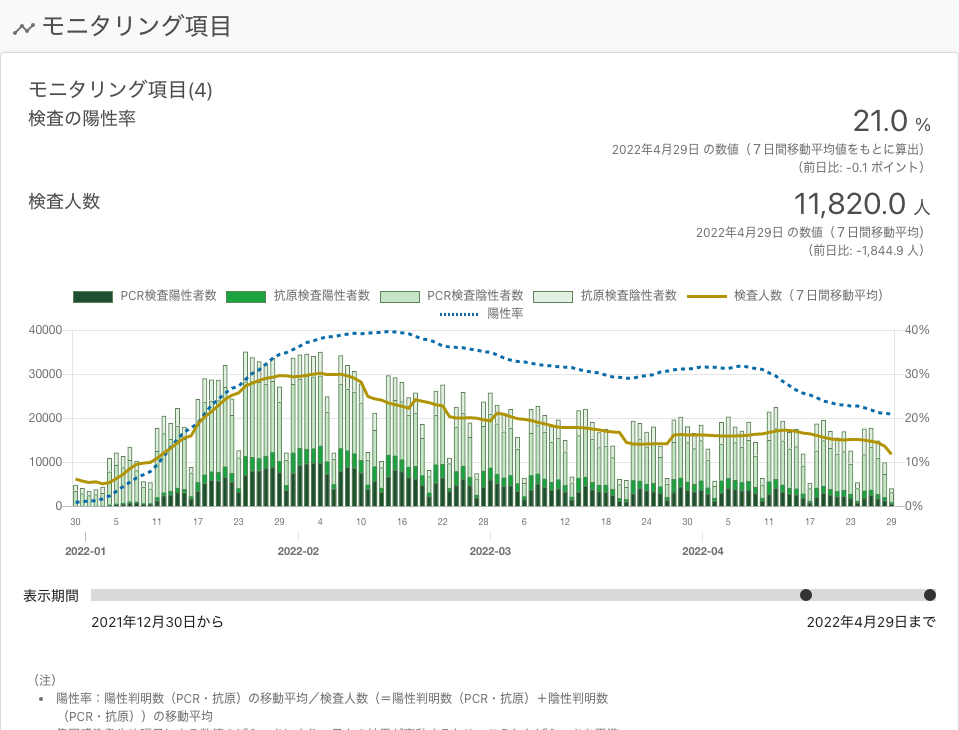 モニタリング項目
モニタリング項目(4)
検査の陽性率
21.0 %
2022年4月29日 の数値（７日間移動平均値をもとに算出）
（前日比: -0.1 ポイント）
検査人数
11,820.0 人
2022年4月29日 の数値（７日間移動平均）
（前日比: -1,844.9 人）
PCR検査陽性者数 抗原検査陽性者数 PCR検査陰性者数 抗原検査陰性者数 検査人数（７日間移動平均）
陽性率
40000 40%
30000 30%
20000 20%
10000 10%
0 0%
30 5 11 17 23 29 4 10 16 22 28 6 12 18 24 30 5 11 17 23 29
2022-01 2022-02 2022-03 2022-04
表示期間
2021年12月30日から 2022年4月29日まで
（注）
• 陽性率：陽性判明数（PCR・抗原）の移動平均／検査人数（＝陽性判明数（PCR・抗原）＋陰性判明数
（PCR・抗原））の移動平均